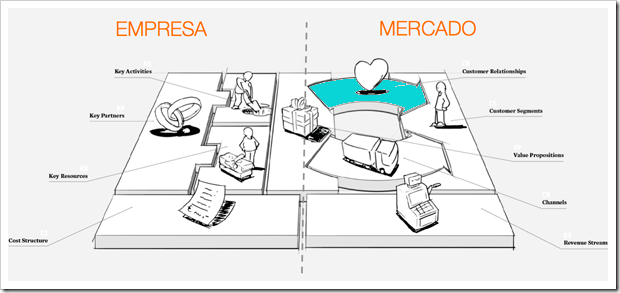 EMPRESA
MERCADO
Key Activities
Customer Relationships
Key Partners
Customer Segments
Value Propositions
Key Resources
Channels
Cost Structure
Revenue Stream